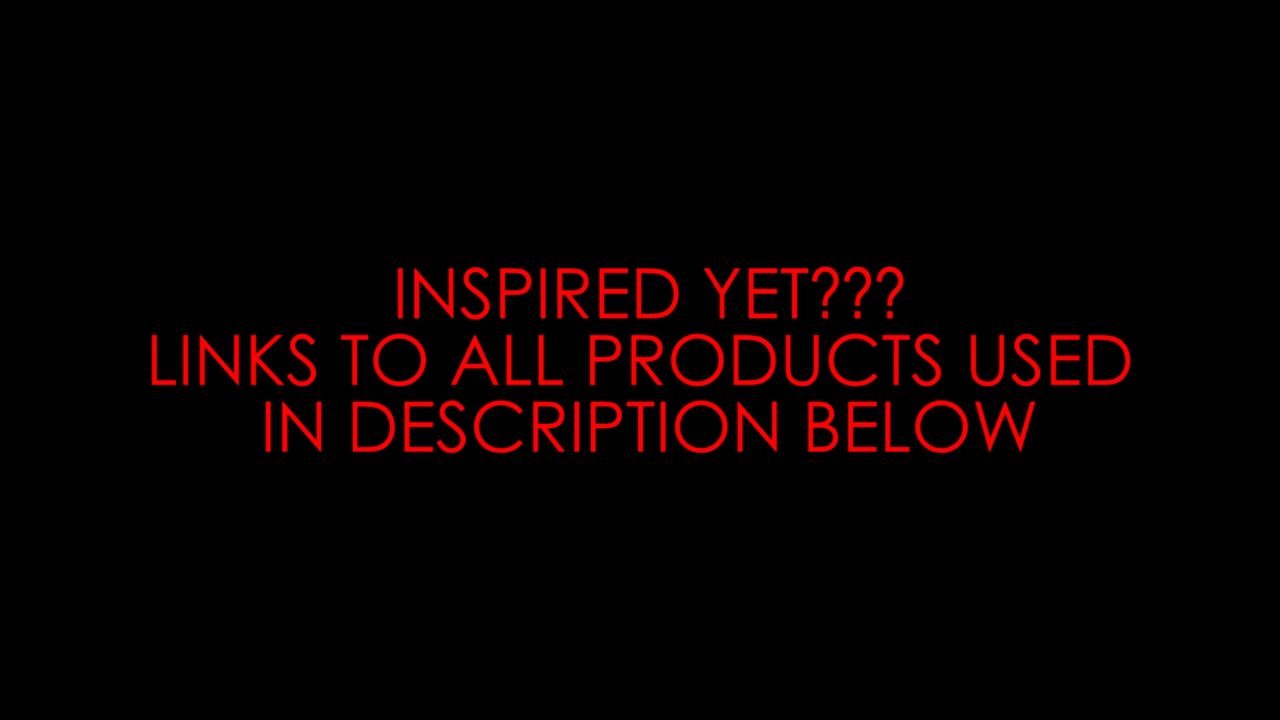 INSPIRED YET???
LINKS TO ALL PRODUCTS USED
IN DESCRIPTION BELOW